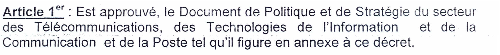 Article 1er : Est approuvé, le Document de Politique et de Stratégie du secteur
des Télécommunications, des Technologies de l'Information et de la
Communication et de la Poste tel qu'il figure en annexe à ce décret.